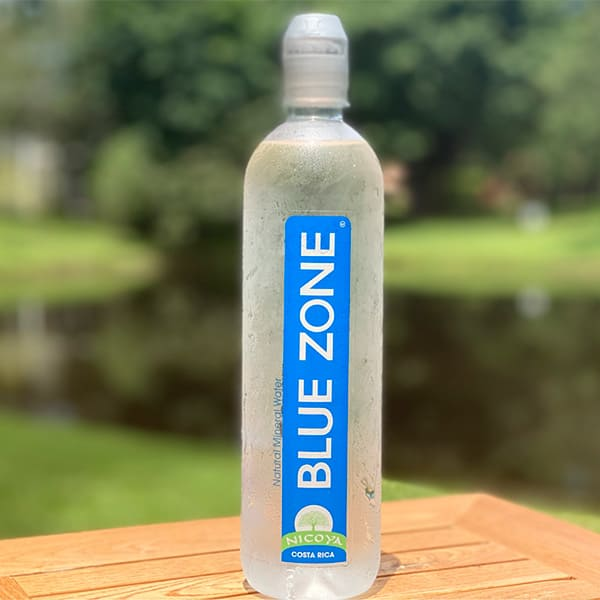 BLUE ZONE®
Natural Mineral Water
NICOYA
COSTA RICA